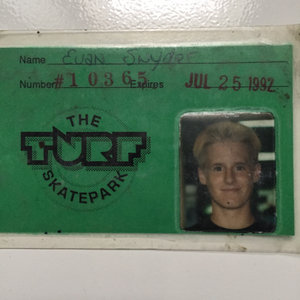 Name Evan Snyder
Number #10365 Expires JUL 25 1992
THE
TURF
SKATEPARK